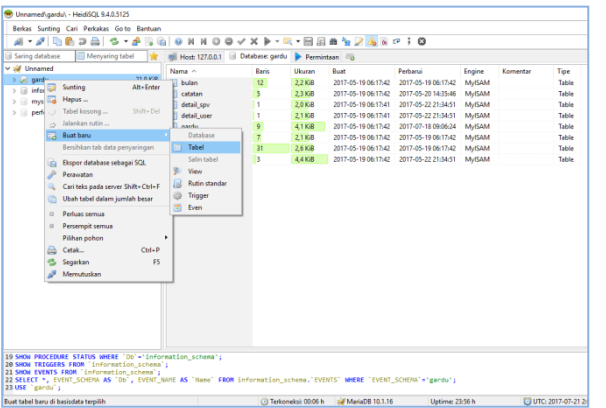 Unnamed\gardu\ - HeidiSQL 9.4.0.5125
Berkas Sunting Cari Perkakas Go to Bantuan
Saring database Menyaring tabel Host: 127.0.0.1 Database: gardu Permintaan
Unnamed
gardu 21,0 KiB
Nama Baris Ukuran Buat Perbarui Engine Komentar Tipe
bulan 12 2,2 KiB 2017-05-19 06:17:42 2017-05-19 06:17:42 MyISAM Table
catatan 5 2,3 KiB 2017-05-19 06:17:42 2017-05-20 14:35:46 MyISAM Table
detail_spv 1 2,0 KiB 2017-05-19 06:17:41 2017-05-22 21:34:51 MyISAM Table
detail_user 1 2,1 KiB 2017-05-19 06:17:41 2017-05-22 21:34:51 MyISAM Table
gardu 9 4,1 KiB 2017-05-19 06:17:42 2017-07-18 09:06:24 MyISAM Table
7 2,1 KiB 2017-05-19 06:17:42 2017-05-19 06:17:42 MyISAM Table
31 2,6 KiB 2017-05-19 06:17:42 2017-05-19 06:17:42 MyISAM Table
3 4,4 KiB 2017-05-19 06:17:42 2017-05-22 21:34:51 MyISAM Table
infor
mys
perf
Sunting Alt+Enter
Hapus ...
Tabel kosong ... Shift+Del
Jalankan rutin ...
Buat baru
Bersihkan tab data penyaringan
Ekspor database sebagai SQL
Perawatan
Cari teks pada server Shift+Ctrl+F
Ubah tabel dalam jumlah besar
Perluas semua
Persempit semua
Pilihan pohon
Cetak... Ctrl+P
Segarkan F5
Memutuskan
Database
Tabel
Salin tabel
View
Rutin standar
Trigger
Even
19 SHOW PROCEDURE STATUS WHERE `Db`='information_schema';
20 SHOW TRIGGERS FROM `information_schema`;
21 SHOW EVENTS FROM `information_schema`;
22 SELECT *, EVENT_SCHEMA AS `Db`, EVENT_NAME AS `Name` FROM information_schema.`EVENTS` WHERE `EVENT_SCHEMA`='gardu';
23 USE `gardu`;
Buat tabel baru di basisdata terpilih Terkoneksi: 00:06 h MariaDB 10.1.16 Uptime: 23:56 h UTC: 2017-07-21 2